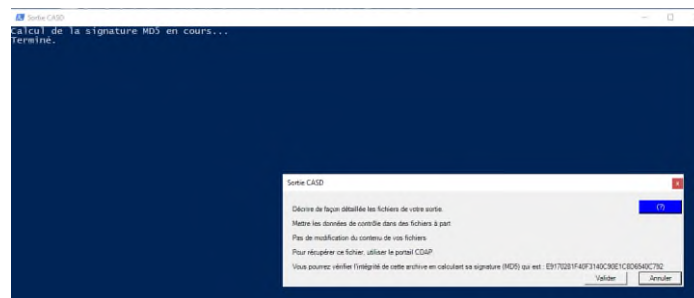 Sortie CASD
Calcul de la signature MD5 en cours...
Terminé.
Sortie CASD
x
Décrire de façon détaillée les fichiers de votre sortie.
(?)
Mettre les données de contrôle dans des fichiers à part
Pas de modification du contenu de vos fichiers
Pour récupérer ce fichier, utiliser le portail CDAP
Vous pourrez vérifier l'intégrité de cette archive en calculant sa signature (MD5) qui est :
Valider
Annuler